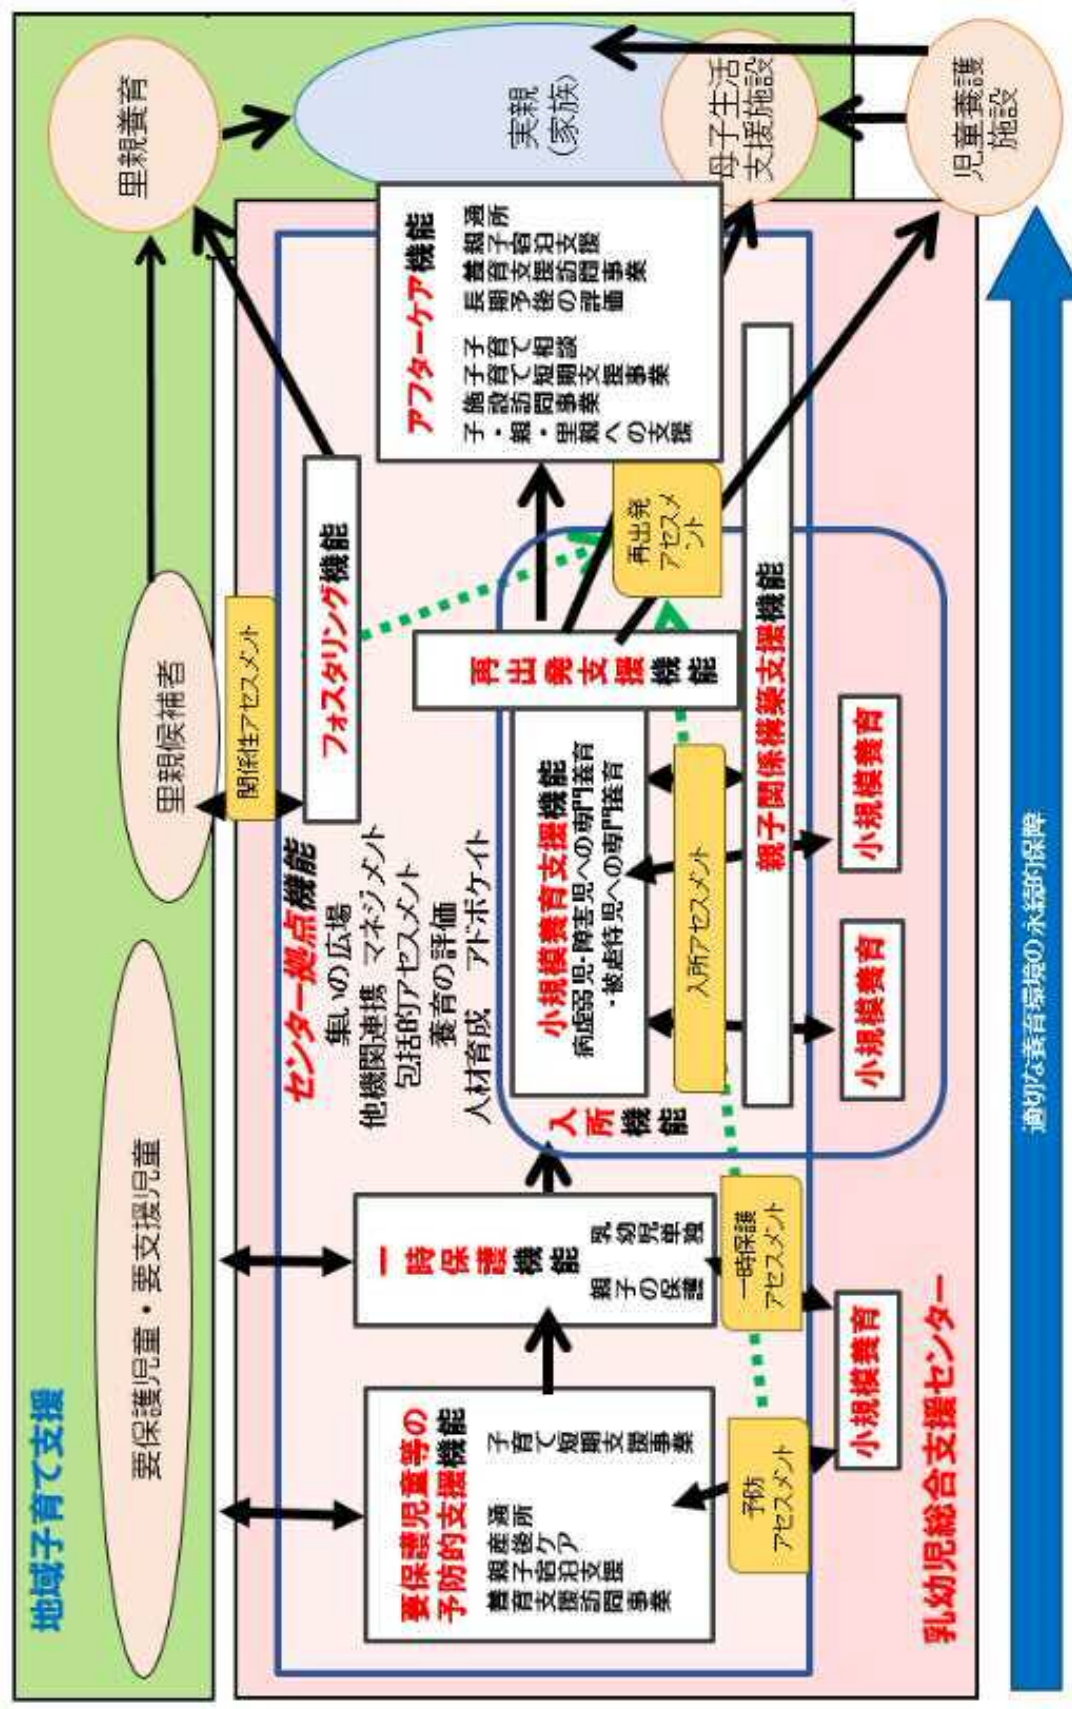 地域子育て支援
要保護児童・要支援児童
里親候補者
里親養育
関係性アセスメント
実親
(家族)
母子生活
支援施設
児童養護
施設
センター拠点機能
集いの広場
他機関連携 マネジメント
包括的アセスメント
養育の評価
人材育成 アドボケイト
フォスタリング機能
要保護児童等の
予防的支援機能
通所
産後ケア
親子宿泊支援
養育支援訪問事業
子育て短期支援事業
一時保護機能
親子の保護
乳幼児単独
入所機能
小規模養育支援機能
病虚弱児・障害児への専門養育
・被虐待児への専門養育
再出発支援機能
アフターケア機能
通所
親子宿泊支援
養育支援訪問事業
長期予後の評価
子育て相談
子育て短期支援事業
施設訪問事業
子・親・里親への支援
予防
アセスメント
一時保護
アセスメント
入所アセスメント
再出発
アセスメ
ント
親子関係構築支援機能
小規模養育
小規模養育
小規模養育
乳幼児総合支援センター
適切な養育環境の永続的保障